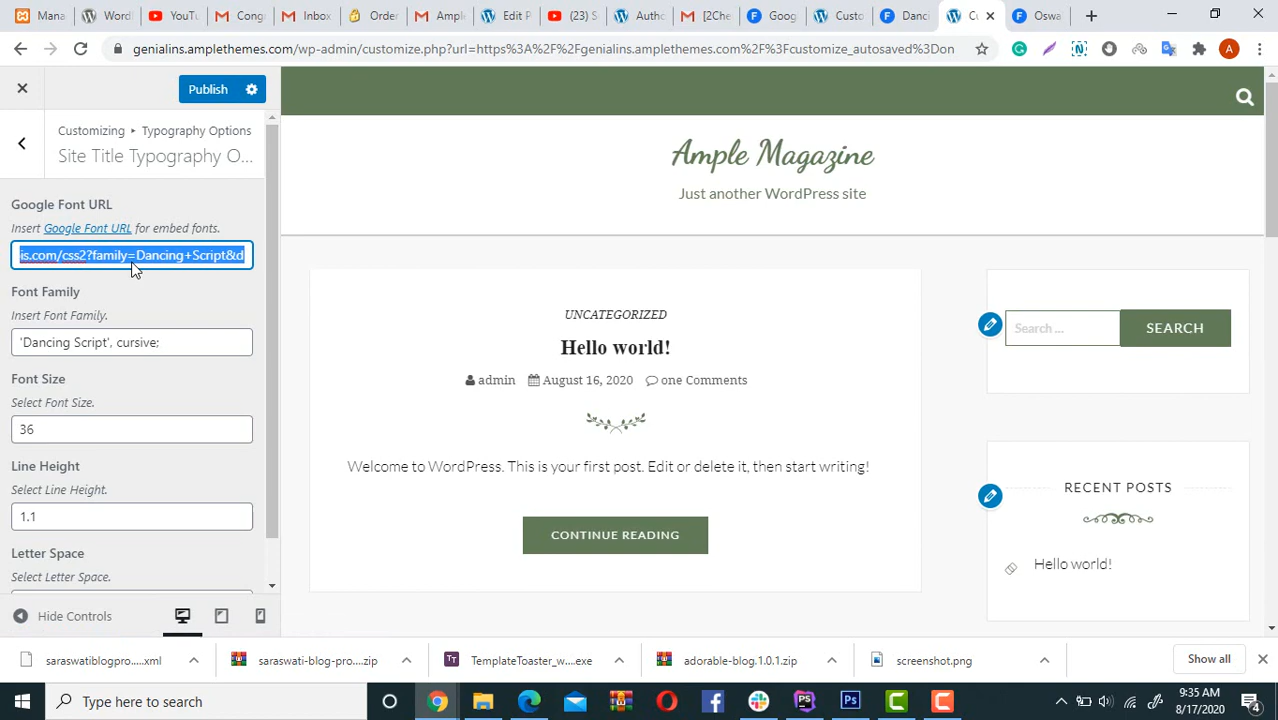 Mana
Word
YouTu
Cong
Inbox
Order
Ample
Edit P
(23) S
Autho
[2Che
Goog
Custo
Danci
Cu
Oswa
genialins.amplethemes.com/wp-admin/customize.php?url=https%3A%2F%2Fgenialins.amplethemes.com%2F%3Fcustomize_autosaved%3Don
A
Publish
Customizing ▸ Typography Options
Site Title Typography O...
Google Font URL
Insert Google Font URL for embed fonts.
is.com/css2?family=Dancing+Script&d
Font Family
Insert Font Family.
'Dancing Script', cursive;
Font Size
Select Font Size.
36
Line Height
Select Line Height.
1.1
Letter Space
Select Letter Space.
Hide Controls
Ample Magazine
Just another WordPress site
UNCATEGORIZED
Hello world!
admin August 16, 2020 one Comments
Welcome to WordPress. This is your first post. Edit or delete it, then start writing!
CONTINUE READING
Search ...
SEARCH
RECENT POSTS
Hello world!
saraswatiblogpro....xml
saraswati-blog-pro....zip
TemplateToaster_w....exe
adorable-blog.1.0.1.zip
screenshot.png
Show all
Type here to search
9:35 AM
8/17/2020
4